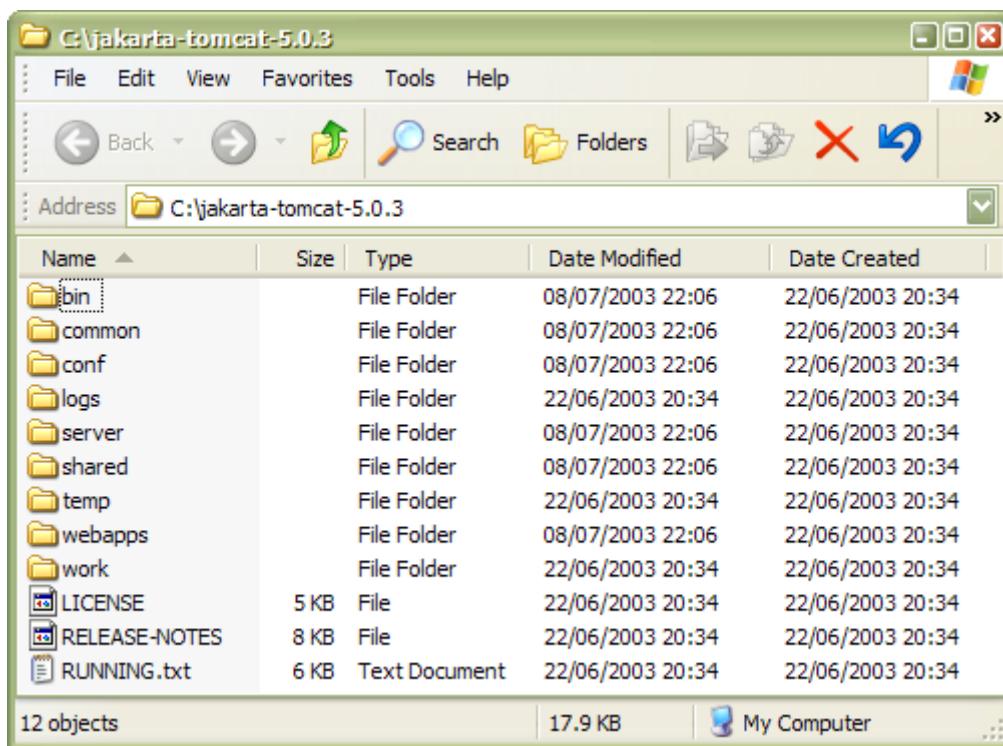 C:\jakarta-tomcat-5.0.3
File Edit View Favorites Tools Help
Back Search Folders »
Address C:\jakarta-tomcat-5.0.3
Name Size Type Date Modified Date Created
bin File Folder 08/07/2003 22:06 22/06/2003 20:34
common File Folder 08/07/2003 22:06 22/06/2003 20:34
conf File Folder 08/07/2003 22:06 22/06/2003 20:34
logs File Folder 22/06/2003 20:34 22/06/2003 20:34
server File Folder 08/07/2003 22:06 22/06/2003 20:34
shared File Folder 08/07/2003 22:06 22/06/2003 20:34
temp File Folder 22/06/2003 20:34 22/06/2003 20:34
webapps File Folder 08/07/2003 22:06 22/06/2003 20:34
work File Folder 22/06/2003 20:34 22/06/2003 20:34
LICENSE 5 KB File 22/06/2003 20:34 22/06/2003 20:34
RELEASE-NOTES 8 KB File 22/06/2003 20:34 22/06/2003 20:34
RUNNING.txt 6 KB Text Document 22/06/2003 20:34 22/06/2003 20:34
12 objects 17.9 KB My Computer